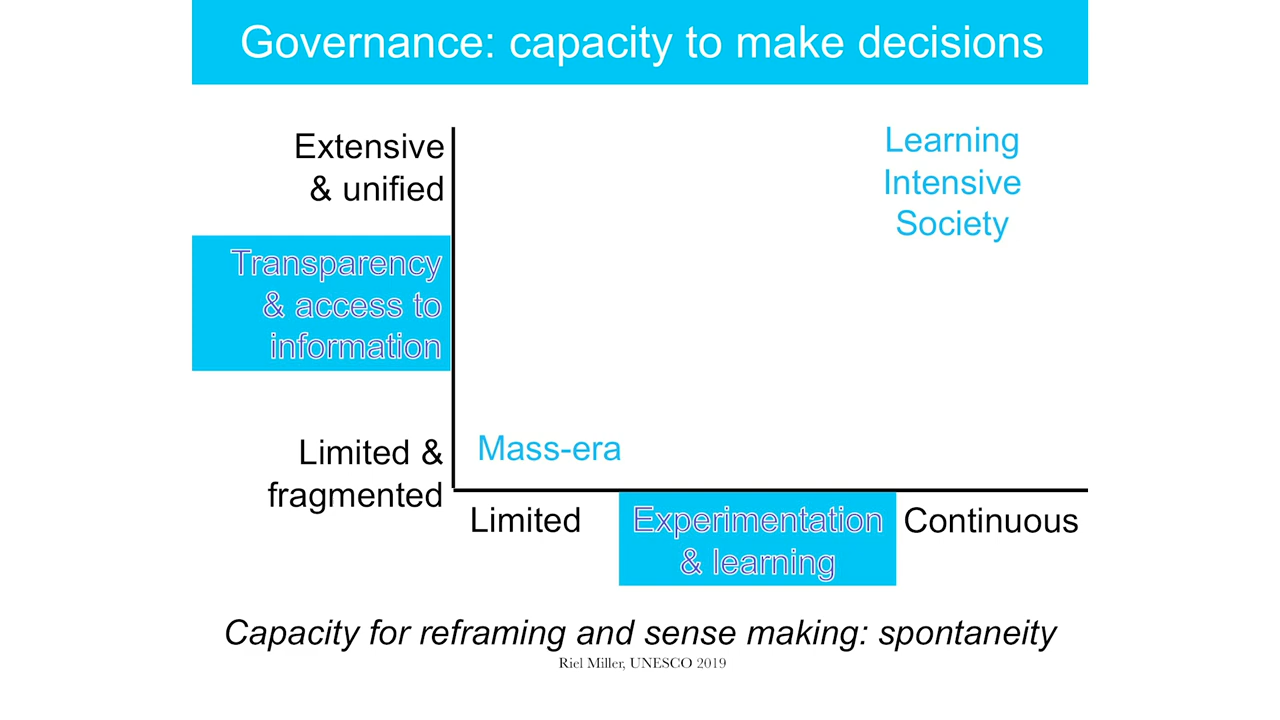 Governance: capacity to make decisions
Extensive
& unified
Learning
Intensive
Society
Transparency
& access to
information
Limited &
fragmented
Mass-era
Limited
Experimentation
& learning
Continuous
Capacity for reframing and sense making: spontaneity
Riel Miller, UNESCO 2019